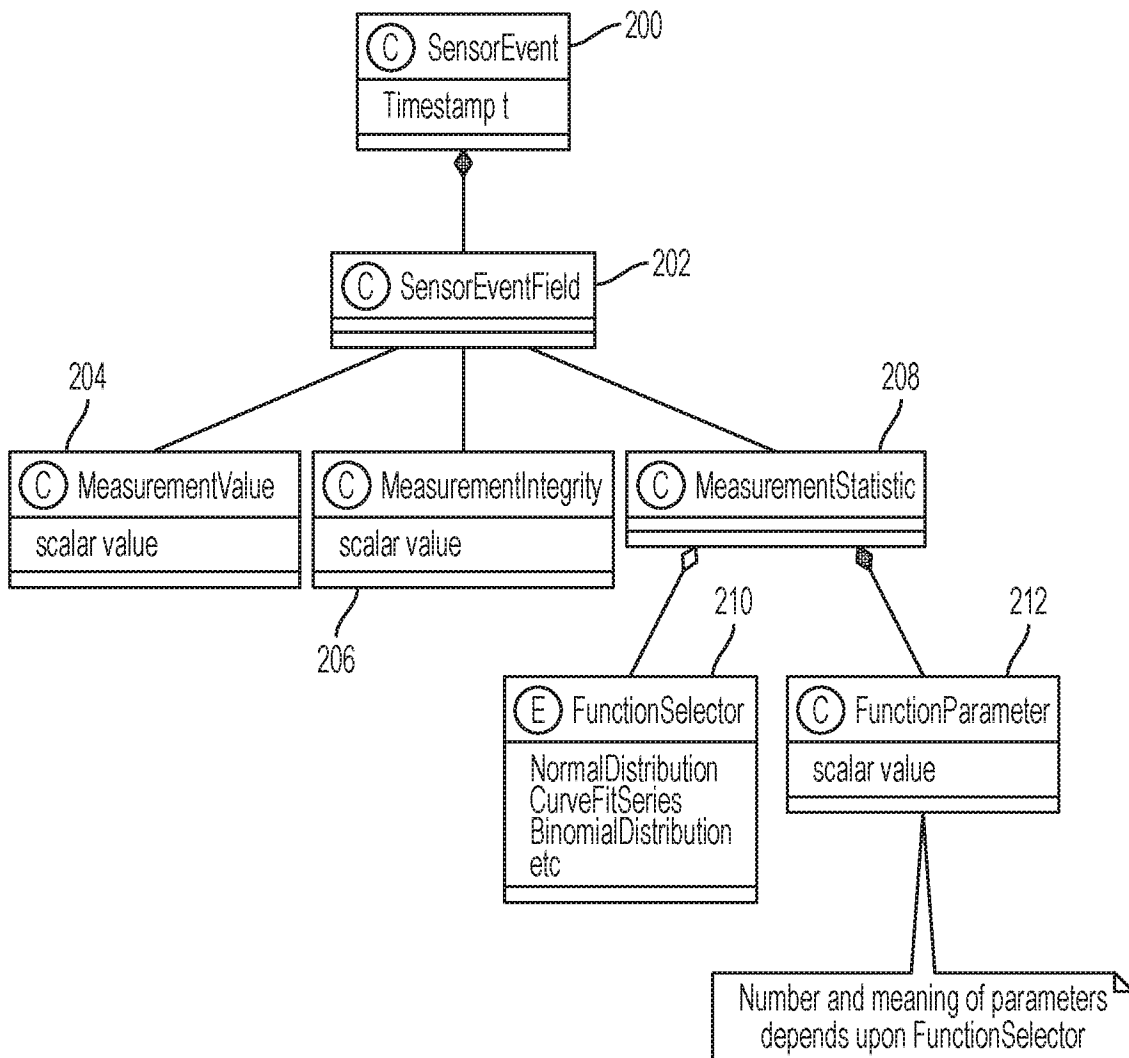 C SensorEvent
200
Timestamp t
C SensorEventField
202
204
208
C MeasurementValue
scalar value
C MeasurementIntegrity
scalar value
C MeasurementStatistic
206
210
212
E FunctionSelector
NormalDistribution
CurveFitSeries
BinomialDistribution
etc
C FunctionParameter
scalar value
Number and meaning of parameters
depends upon FunctionSelector